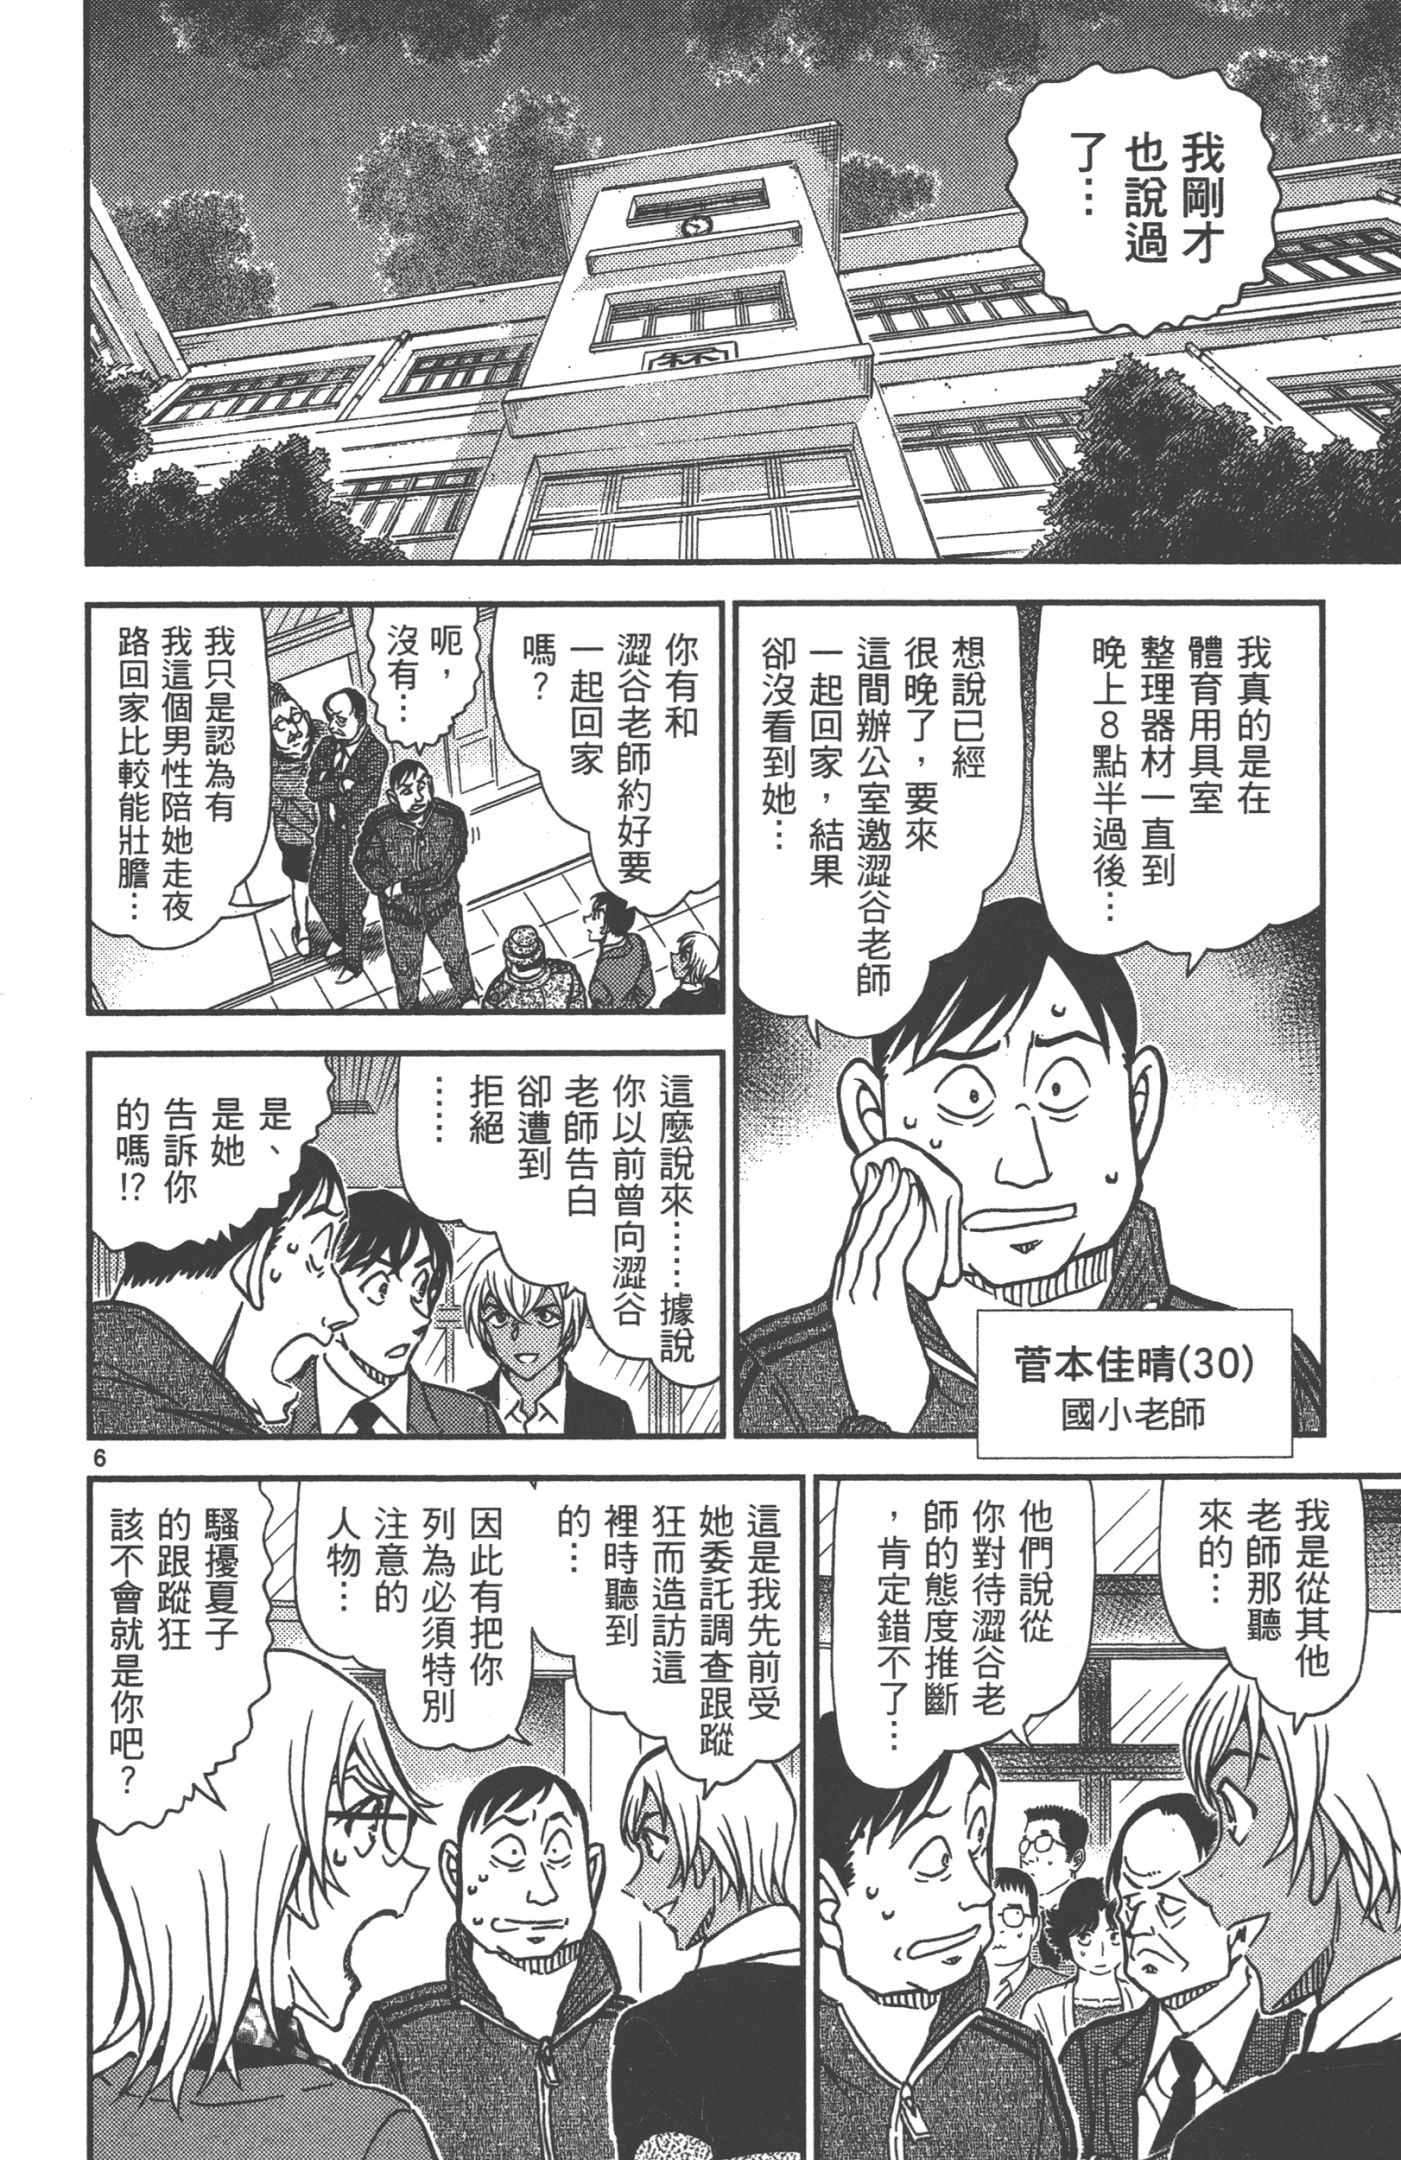 我剛才
也說過
了…
我真的是在
體育用具室
整理器材一直到
晚上8點半過後…
想說已經
很晚了，要來
這間辦公室邀澀谷老師
一起回家，結果
卻沒看到她…
菅本佳晴(30)
國小老師
你有和
澀谷老師約好要
一起回家
嗎？
呃，
沒有…
我只是認為有
我這個男性陪她走夜
路回家比較能壯膽…
這麼說來……據說
你以前曾向澀谷
老師告白
卻遭到
拒絕
……
是、
是她
告訴你
的嗎!?
6
我是從其他
老師那聽
來的…
他們說從
你對待澀谷老
師的態度推斷
，肯定錯不了…
這是我先前受
她委託調查跟蹤
狂而造訪這
裡時聽到
的…
因此有把你
列為必須特別
注意的
人物…
騷擾夏子
的跟蹤狂
該不會就是你吧？